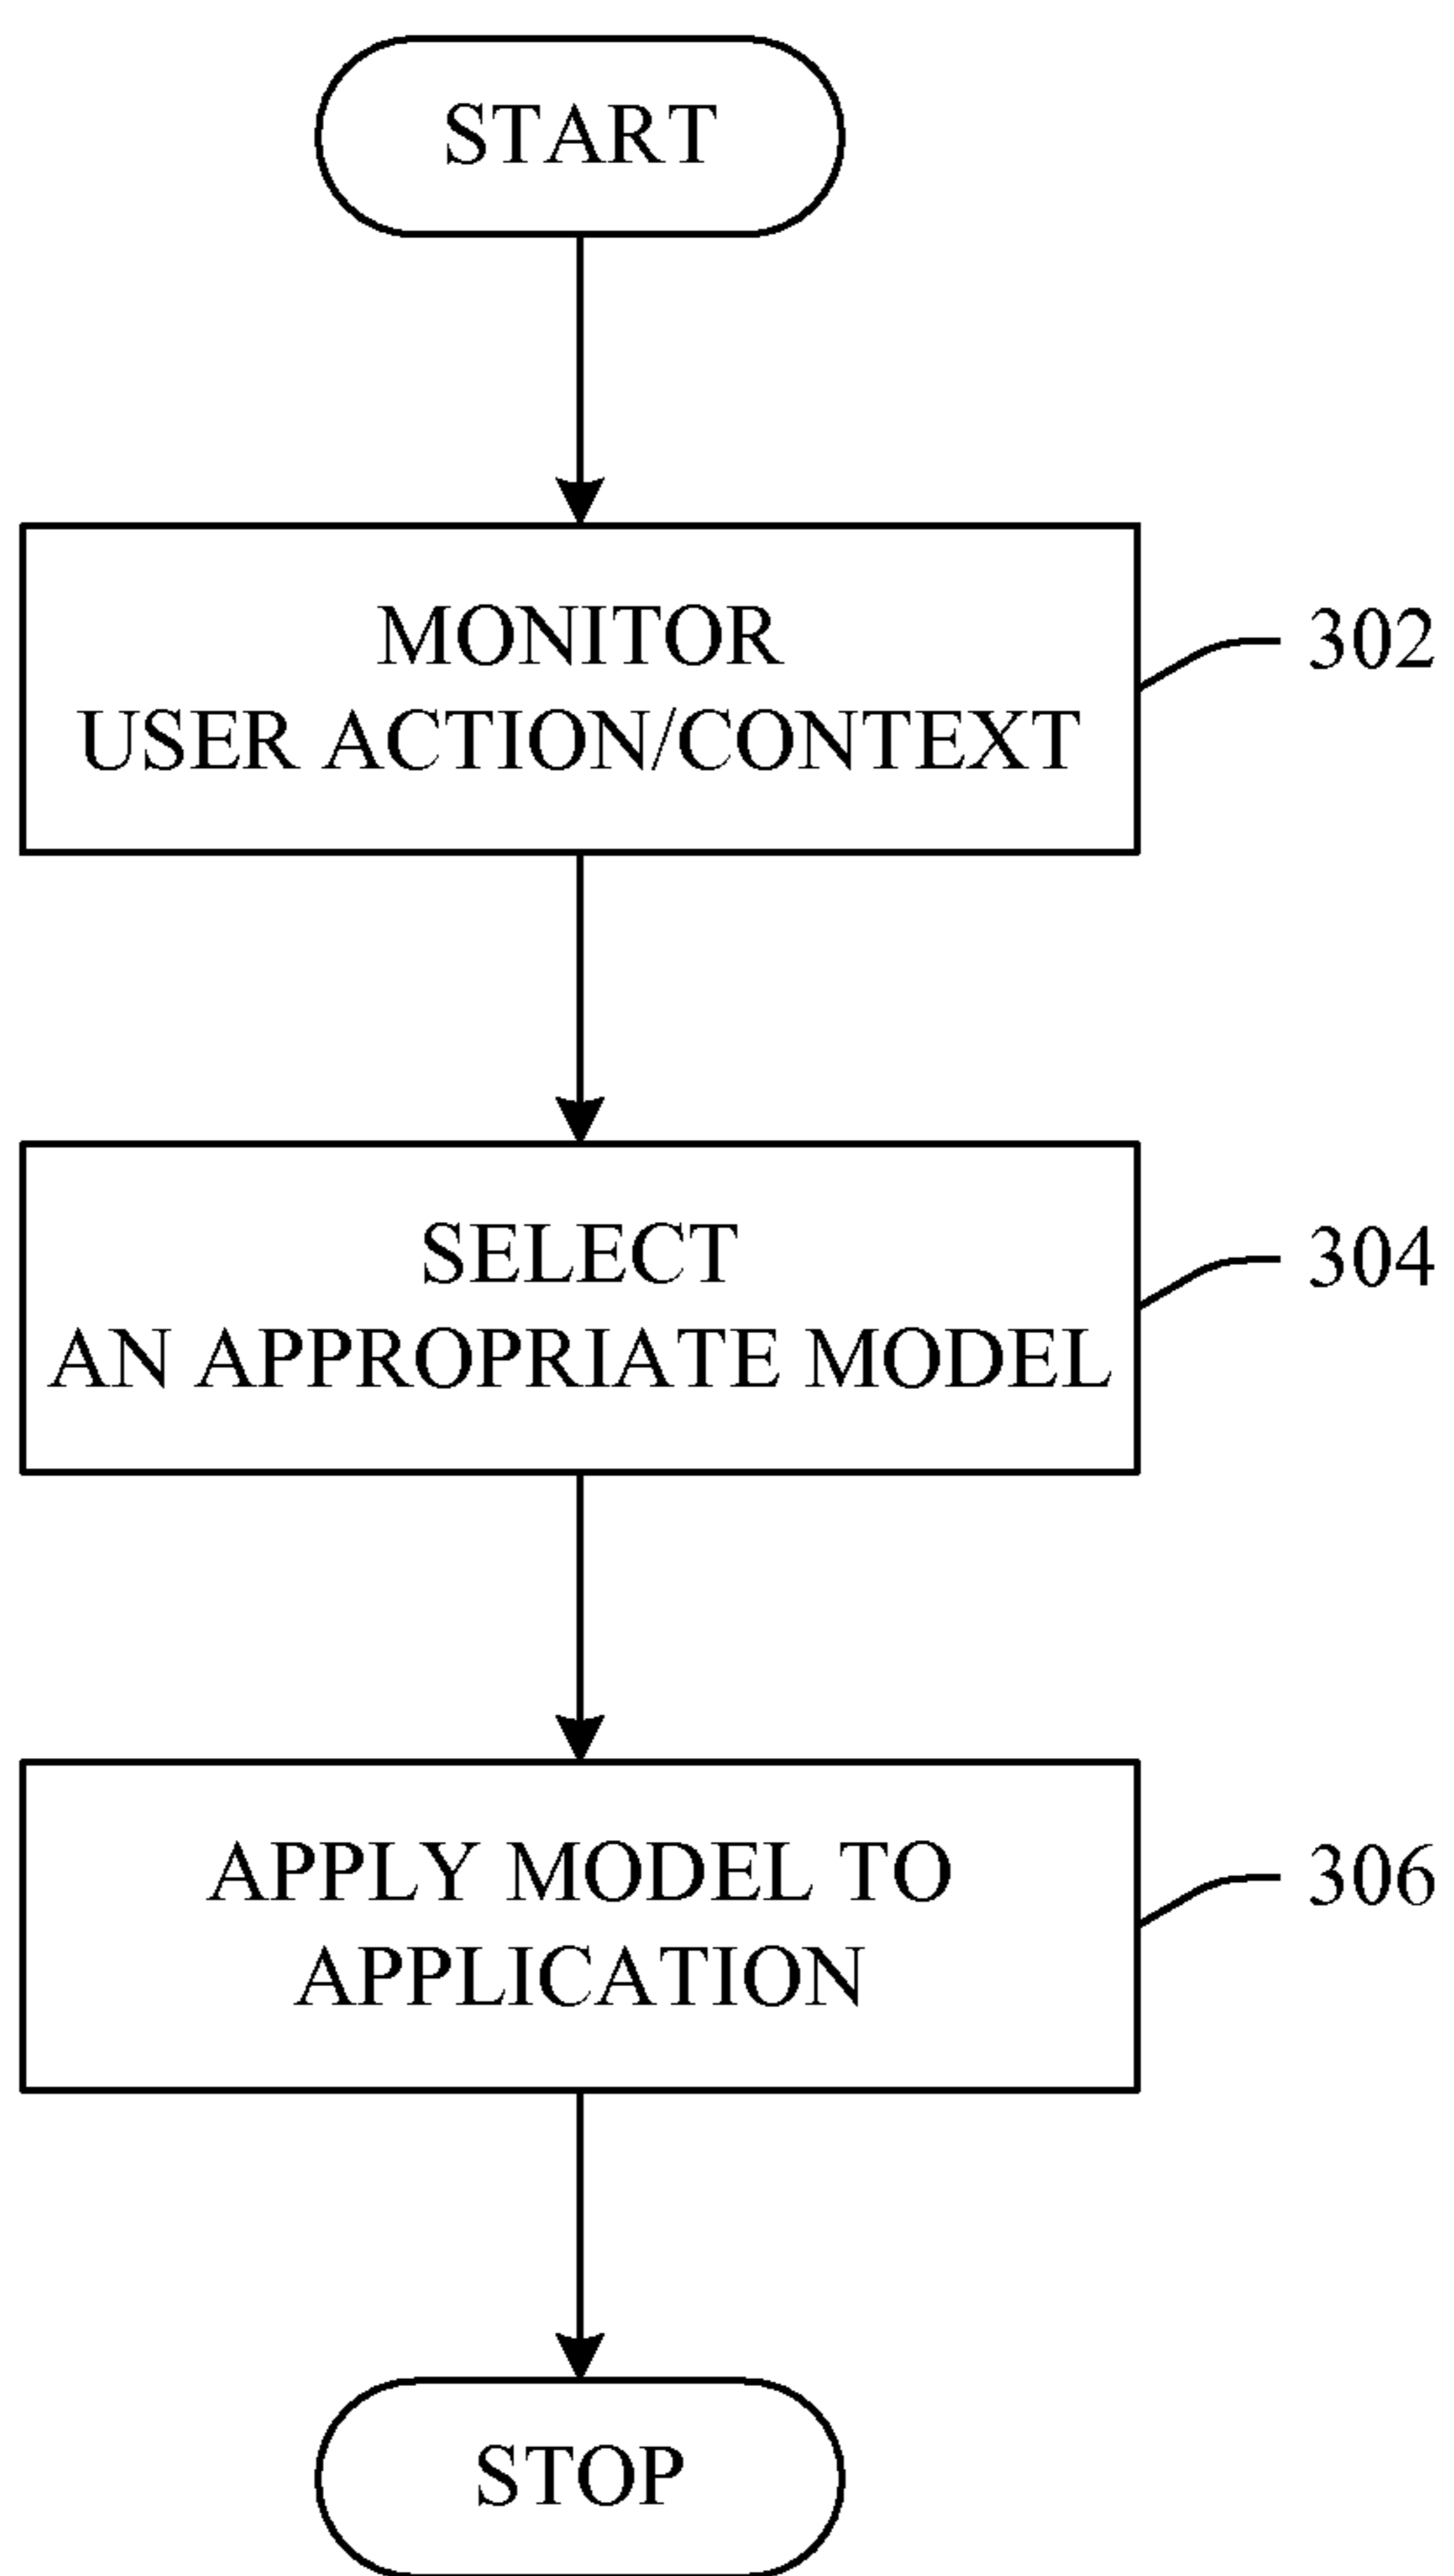 START
MONITOR
USER ACTION/CONTEXT
302
SELECT
AN APPROPRIATE MODEL
304
APPLY MODEL TO
APPLICATION
306
STOP